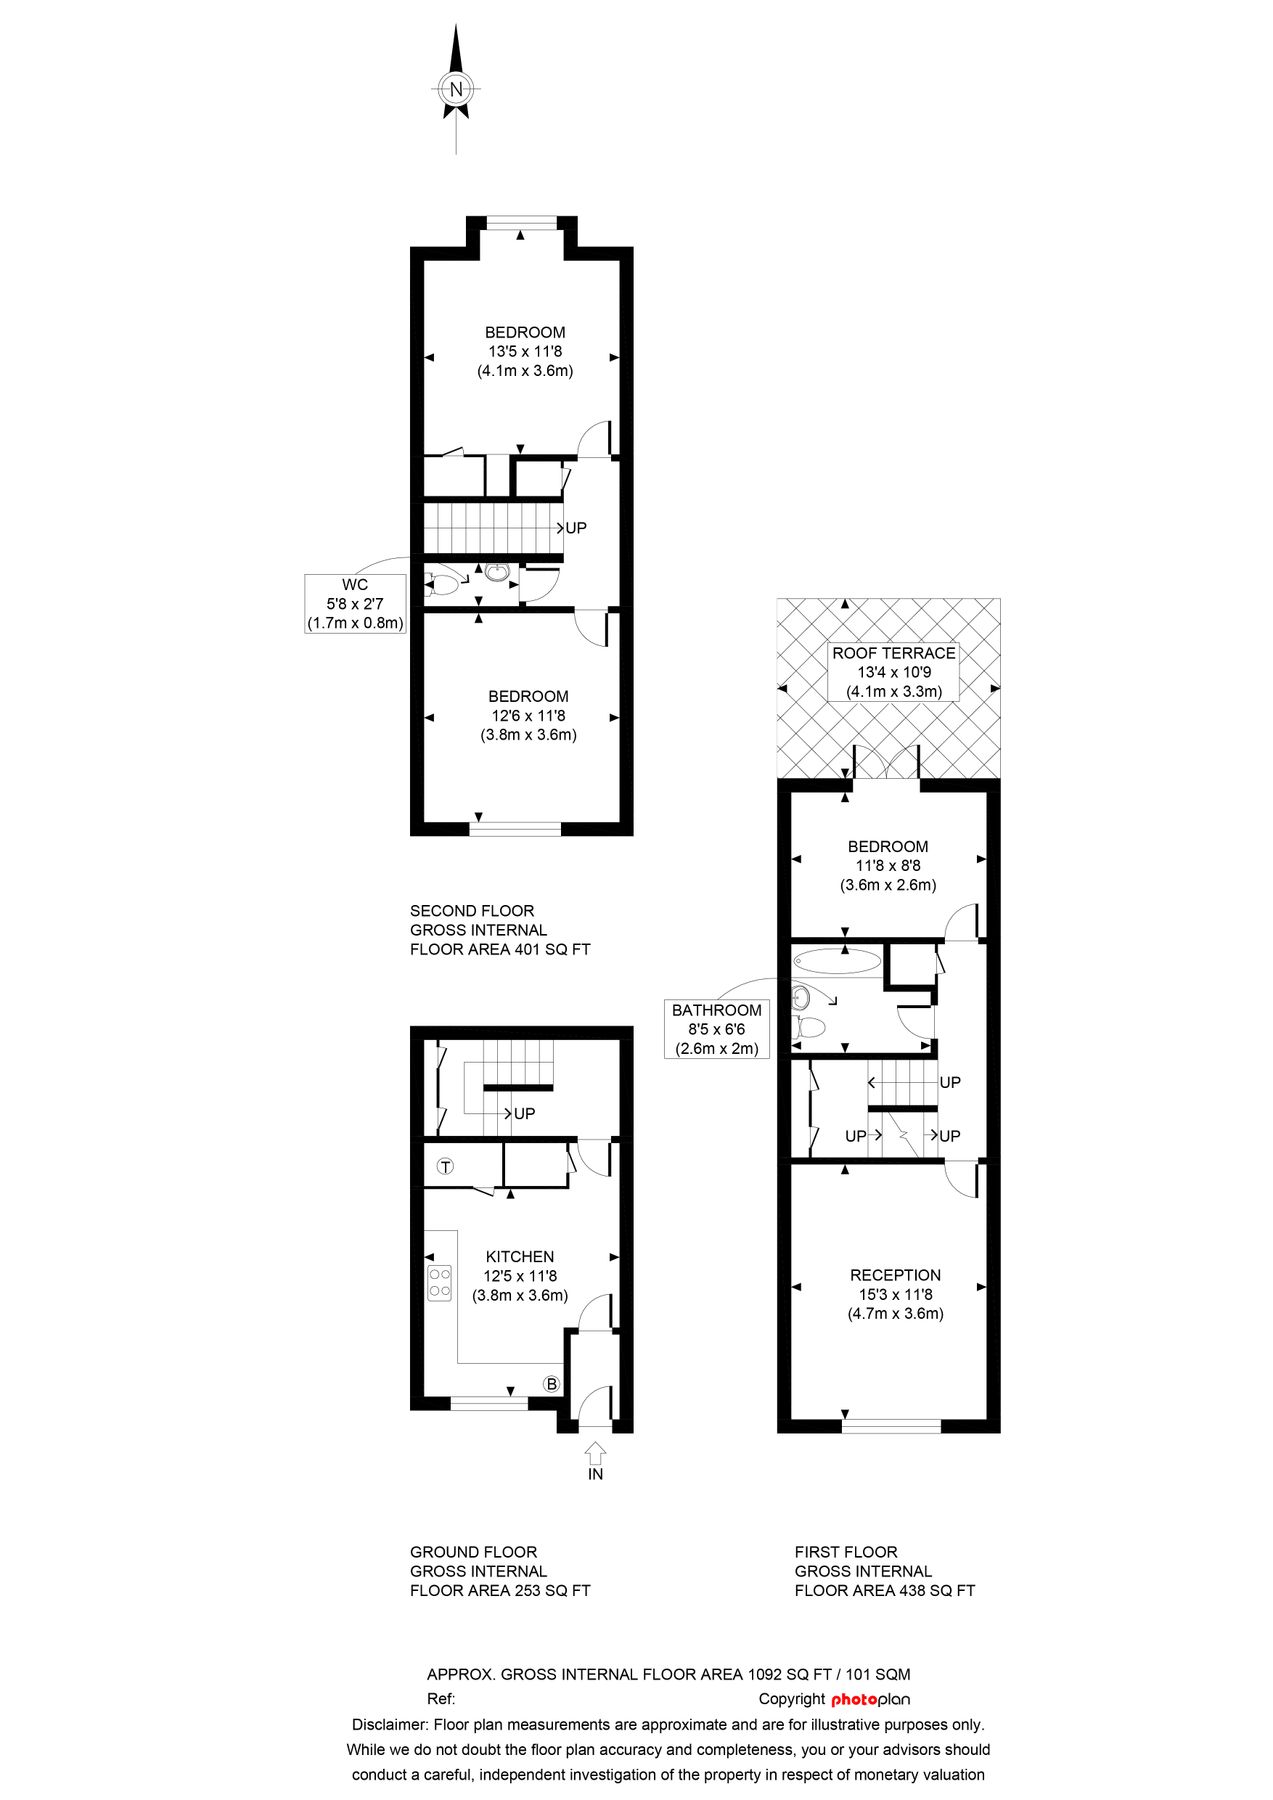 N
BEDROOM
13'5 x 11'8
(4.1m x 3.6m)
UP
WC
5'8 x 2'7
(1.7m x 0.8m)
BEDROOM
12'6 x 11'8
(3.8m x 3.6m)
SECOND FLOOR
GROSS INTERNAL
FLOOR AREA 401 SQ FT
ROOF TERRACE
13'4 x 10'9
(4.1m x 3.3m)
BEDROOM
11'8 x 8'8
(3.6m x 2.6m)
BATHROOM
8'5 x 6'6
(2.6m x 2m)
UP
UP
UP
RECEPTION
15'3 x 11'8
(4.7m x 3.6m)
UP
T
KITCHEN
12'5 x 11'8
(3.8m x 3.6m)
B
IN
GROUND FLOOR
GROSS INTERNAL
FLOOR AREA 253 SQ FT
FIRST FLOOR
GROSS INTERNAL
FLOOR AREA 438 SQ FT
APPROX. GROSS INTERNAL FLOOR AREA 1092 SQ FT / 101 SQM
Ref:
Copyright photoplan
Disclaimer: Floor plan measurements are approximate and are for illustrative purposes only.
While we do not doubt the floor plan accuracy and completeness, you or your advisors should
conduct a careful, independent investigation of the property in respect of monetary valuation